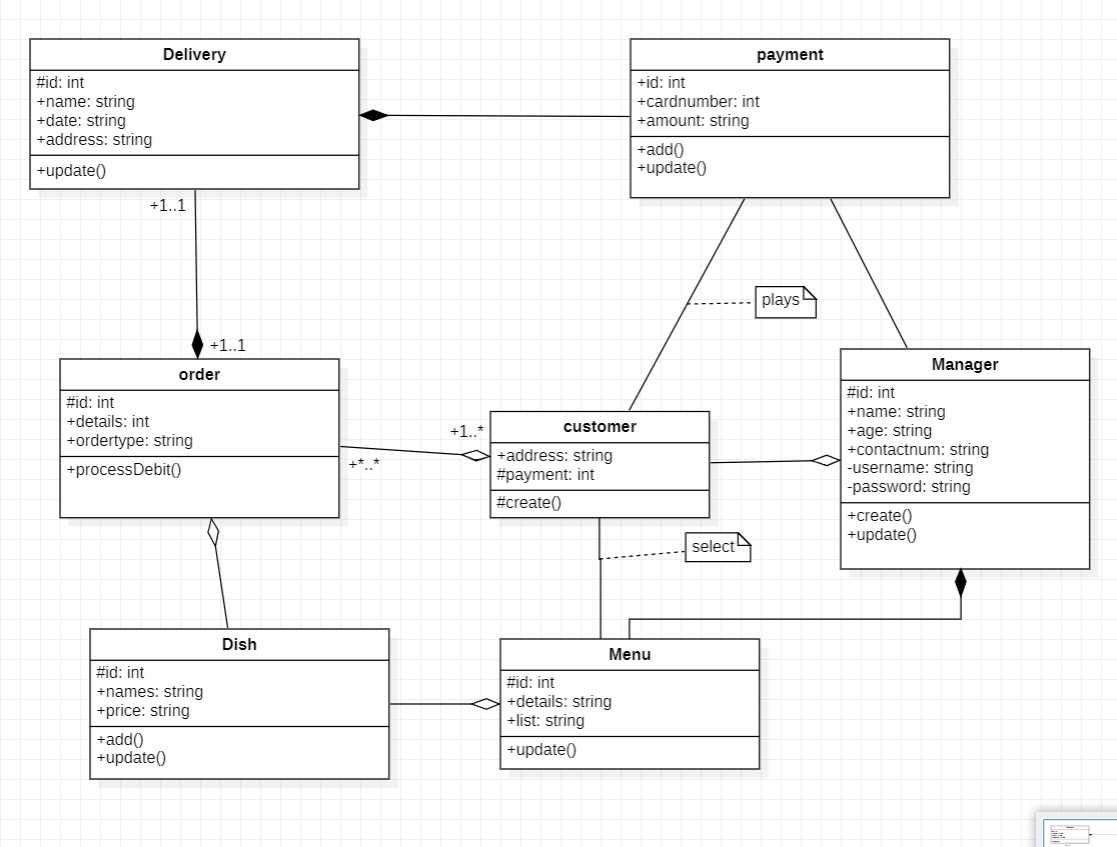 Delivery
#id: int
+name: string
+date: string
+address: string
+update()
payment
+id: int
+cardnumber: int
+amount: string
+add()
+update()
+1..1
plays
+1..1
order
#id: int
+details: int
+ordertype: string
+processDebit()
+1..*
+*..*
customer
+address: string
#payment: int
#create()
Manager
#id: int
+name: string
+age: string
+contactnum: string
-username: string
-password: string
+create()
+update()
select
Dish
#id: int
+names: string
+price: string
+add()
+update()
Menu
#id: int
+details: string
+list: string
+update()